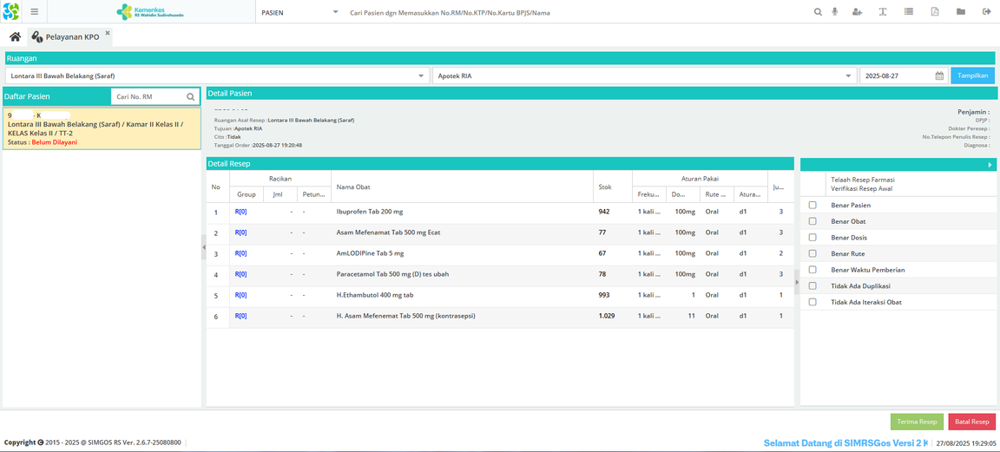 Kemenkes
RS Wahidin Sudirohusodo
PASIEN
Cari Pasien dgn Memasukkan No.RM/No.KTP/No.Kartu BPJS/Nama
Pelayanan KPO
Ruangan
Lontara III Bawah Belakang (Saraf)
Apotek RIA
2025-08-27
Tampilkan
Daftar Pasien
Cari No. RM
9 - K
Lontara III Bawah Belakang (Saraf) / Kamar II Kelas II /
KELAS Kelas II / TT-2
Status : Belum Dilayani
Detail Pasien
Ruangan Asal Resep :Lontara III Bawah Belakang (Saraf)
Tujuan :Apotek RIA
Cito :Tidak
Tanggal Order :2025-08-27 19:20:48
Penjamin :
DPJP :
Dokter Peresep :
No.Telepon Penulis Resep :
Diagnosa :
Detail Resep
No Racikan Nama Obat Stok Aturan Pakai Ju...
Group Jml Petun... Freku... Do... Rute ... Atura...
1 R[0] - - Ibuprofen Tab 200 mg 942 1 kali ... 100mg Oral d1 3
2 R[0] - - Asam Mefenamat Tab 500 mg Ecat 77 1 kali ... 100mg Oral d1 3
3 R[0] - - AmLODIPine Tab 5 mg 67 1 kali ... 100mg Oral d1 2
4 R[0] - - Paracetamol Tab 500 mg (D) tes ubah 78 1 kali ... 100mg Oral d1 3
5 R[0] - - H.Ethambutol 400 mg tab 993 1 kali ... 1 Oral d1 1
6 R[0] - - H. Asam Mefenemat Tab 500 mg (kontrasepsi) 1.029 1 kali ... 11 Oral d1 1
Telaah Resep Farmasi
Verifikasi Resep Awal
Benar Pasien
Benar Obat
Benar Dosis
Benar Rute
Benar Waktu Pemberian
Tidak Ada Duplikasi
Tidak Ada Iteraksi Obat
Terima Resep
Batal Resep
Copyright © 2015 - 2025 @ SIMGOS RS Ver. 2.6.7-25080800
Selamat Datang di SIMRSGos Versi 2 K
27/08/2025 19:29:05